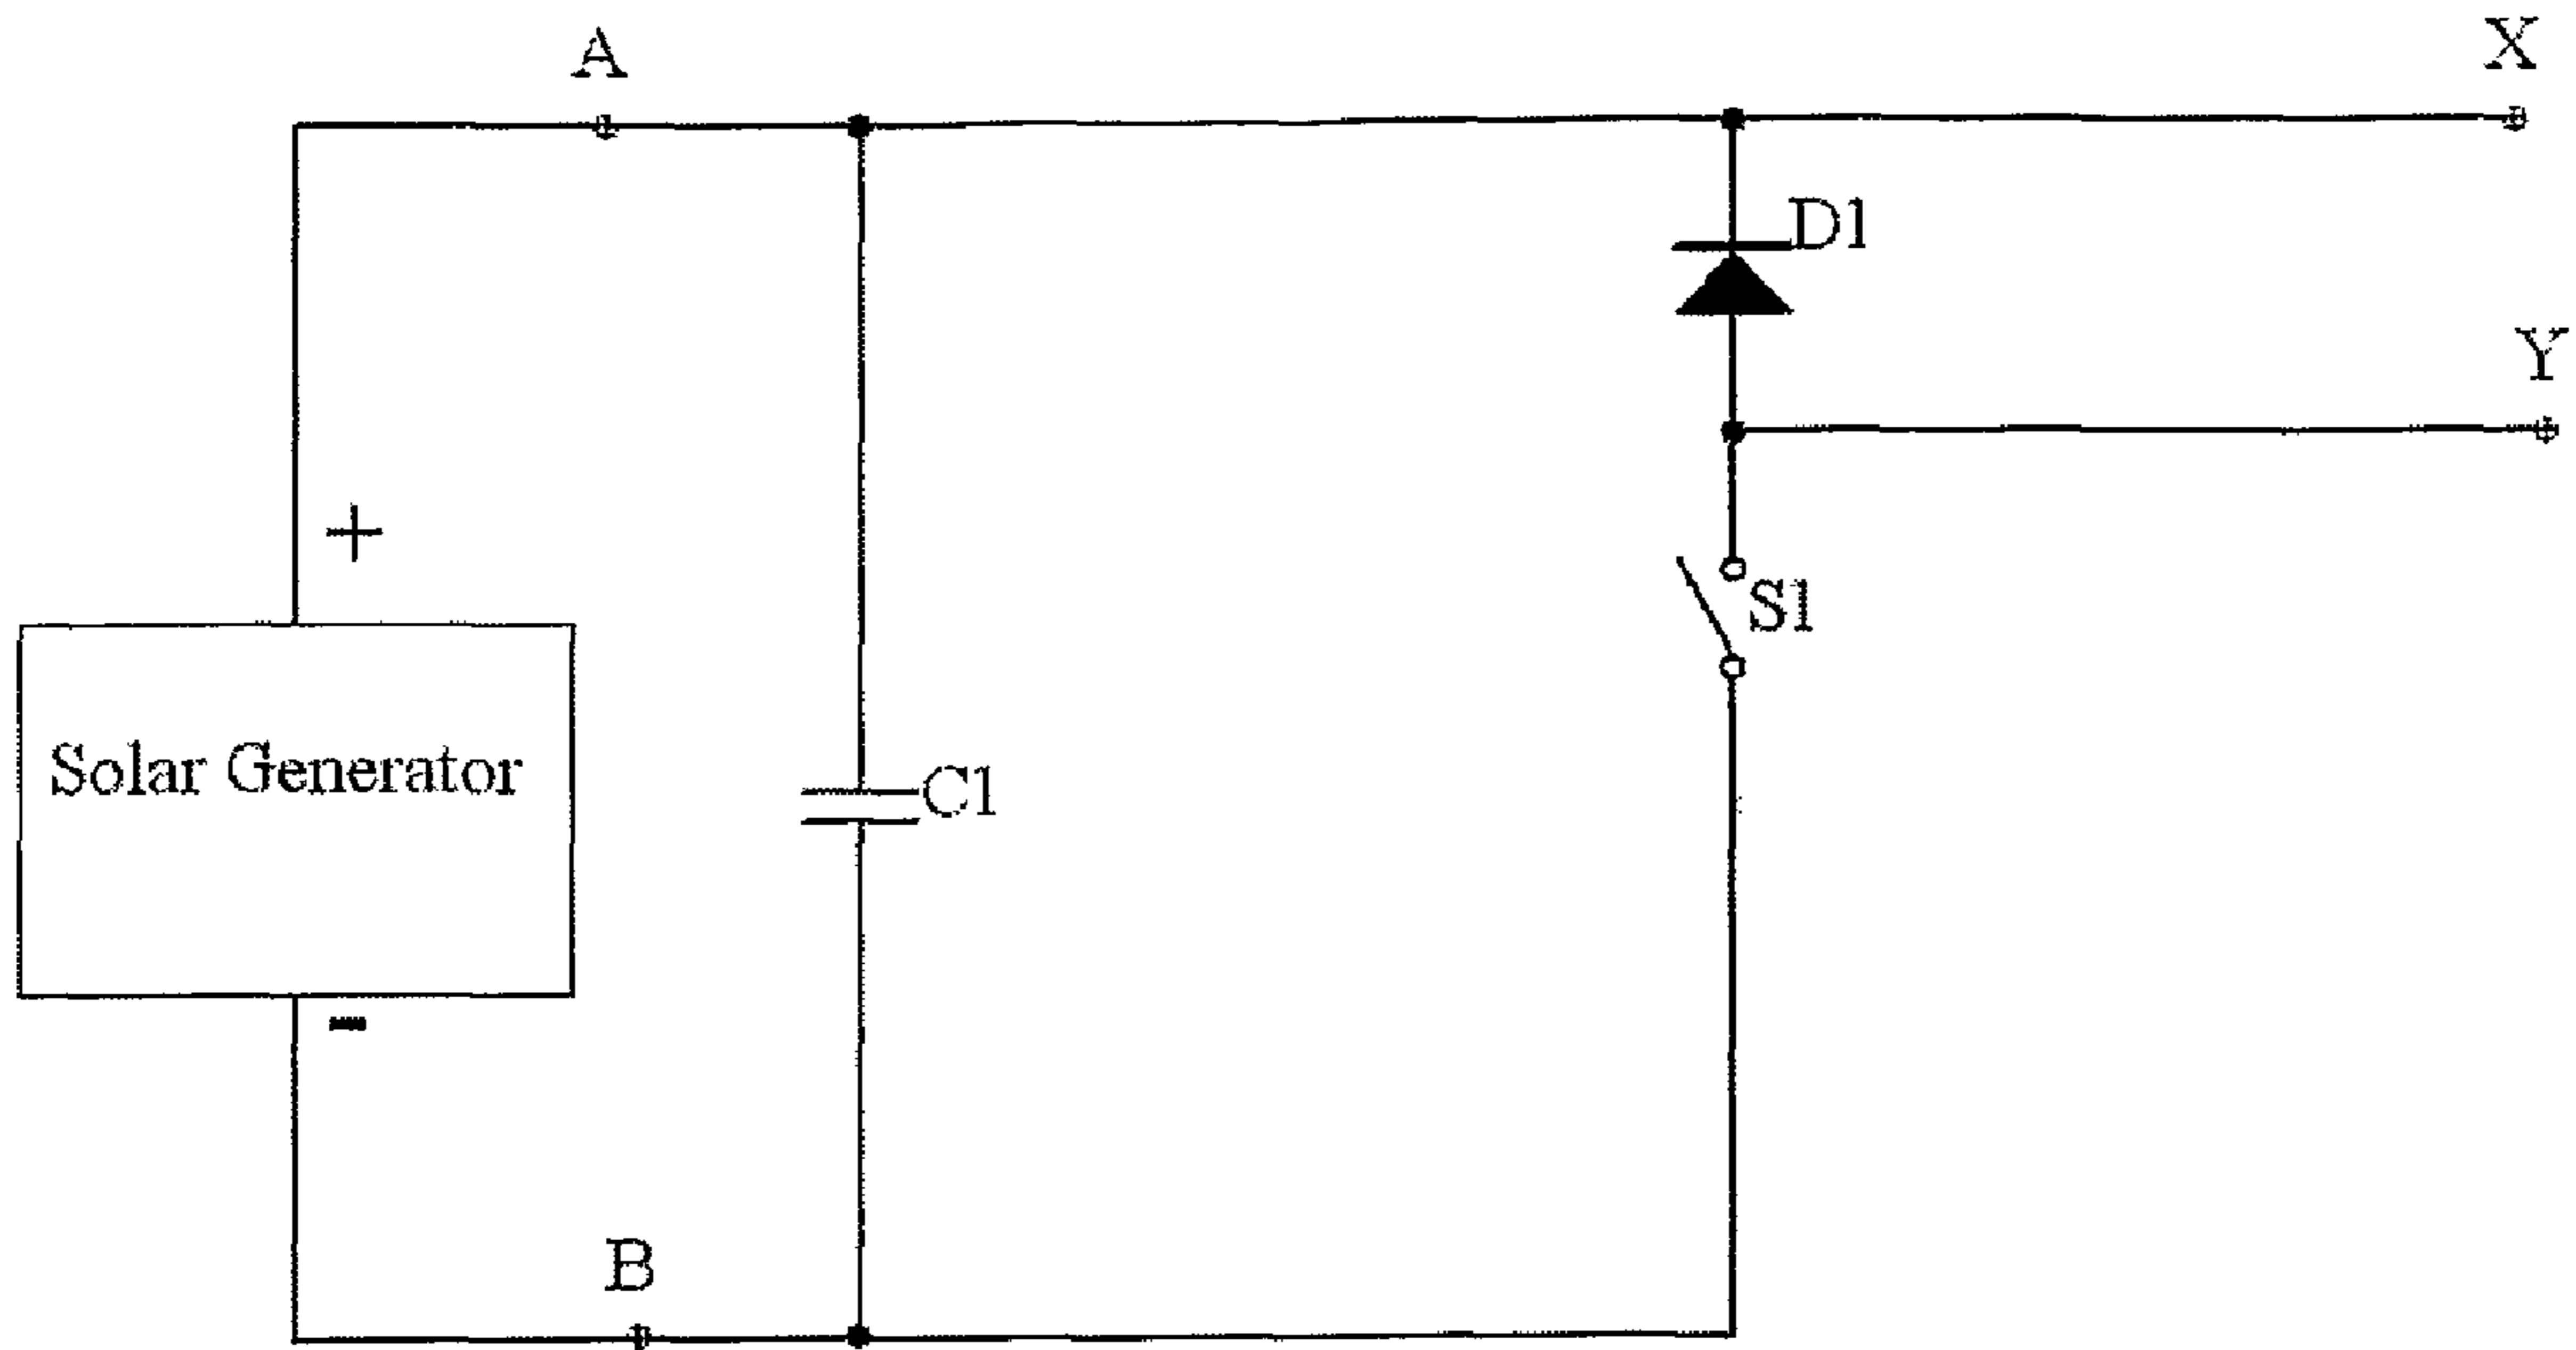 A
X
D1
Y
+
S1
Solar Generator
C1
-
B